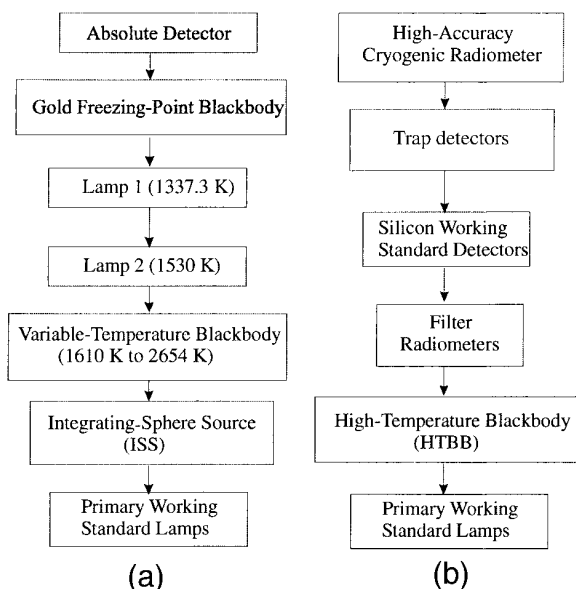 Absolute Detector
Gold Freezing-Point Blackbody
Lamp 1 (1337.3 K)
Lamp 2 (1530 K)
Variable-Temperature Blackbody
(1610 K to 2654 K)
Integrating-Sphere Source
(ISS)
Primary Working
Standard Lamps
(a)
High-Accuracy
Cryogenic Radiometer
Trap detectors
Silicon Working
Standard Detectors
Filter
Radiometers
High-Temperature Blackbody
(HTBB)
Primary Working
Standard Lamps
(b)